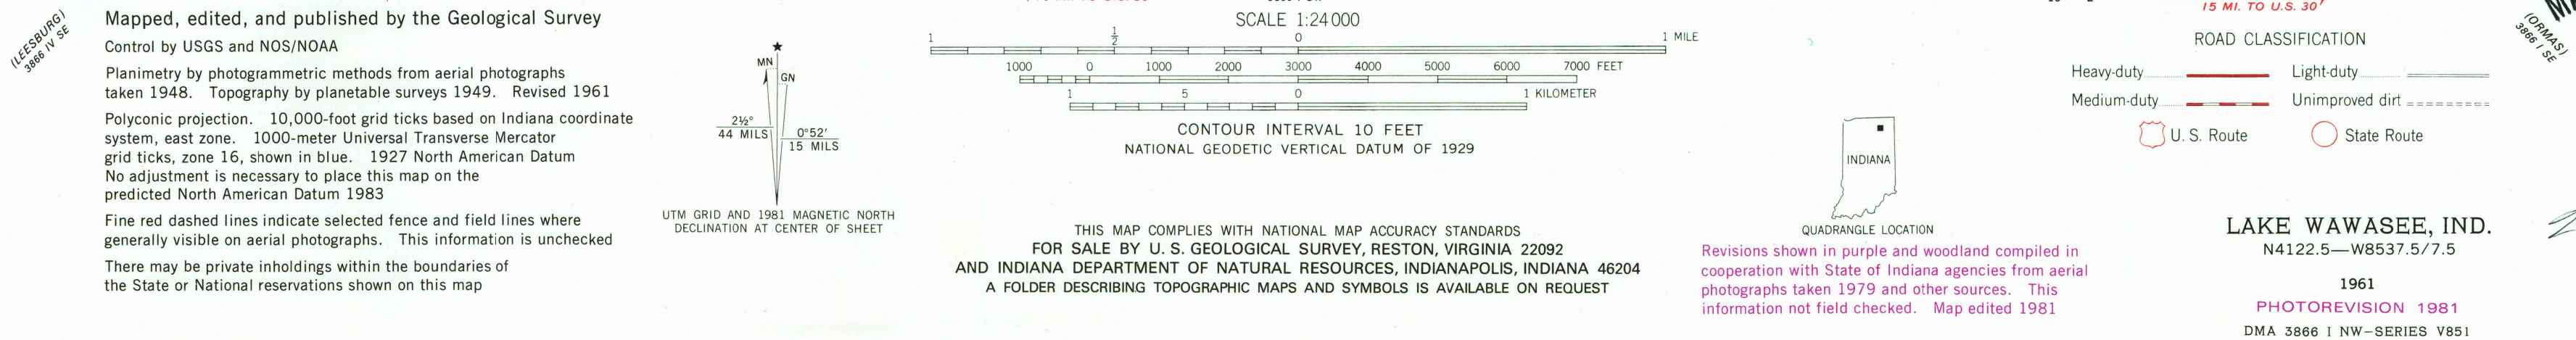 (LEESBURG)
3866 IV SE
Mapped, edited, and published by the Geological Survey
Control by USGS and NOS/NOAA
Planimetry by photogrammetric methods from aerial photographs
taken 1948. Topography by planetable surveys 1949. Revised 1961
Polyconic projection. 10,000-foot grid ticks based on Indiana coordinate
system, east zone. 1000-meter Universal Transverse Mercator
grid ticks, zone 16, shown in blue. 1927 North American Datum
No adjustment is necessary to place this map on the
predicted North American Datum 1983
Fine red dashed lines indicate selected fence and field lines where
generally visible on aerial photographs. This information is unchecked
There may be private inholdings within the boundaries of
the State or National reservations shown on this map
MN
GN
2½°
44 MILS
0°52′
15 MILS
UTM GRID AND 1981 MAGNETIC NORTH
DECLINATION AT CENTER OF SHEET
SCALE 1:24 000
1 ½ 0 1 MILE
1000 0 1000 2000 3000 4000 5000 6000 7000 FEET
1 5 0 1 KILOMETER
CONTOUR INTERVAL 10 FEET
NATIONAL GEODETIC VERTICAL DATUM OF 1929
THIS MAP COMPLIES WITH NATIONAL MAP ACCURACY STANDARDS
FOR SALE BY U. S. GEOLOGICAL SURVEY, RESTON, VIRGINIA 22092
AND INDIANA DEPARTMENT OF NATURAL RESOURCES, INDIANAPOLIS, INDIANA 46204
A FOLDER DESCRIBING TOPOGRAPHIC MAPS AND SYMBOLS IS AVAILABLE ON REQUEST
INDIANA
QUADRANGLE LOCATION
Revisions shown in purple and woodland compiled in
cooperation with State of Indiana agencies from aerial
photographs taken 1979 and other sources. This
information not field checked. Map edited 1981
15 MI. TO U.S. 30
ROAD CLASSIFICATION
Heavy-duty Light-duty
Medium-duty Unimproved dirt
U. S. Route State Route
(ORMAS)
3866 I SE
LAKE WAWASEE, IND.
N4122.5—W8537.5/7.5
1961
PHOTOREVISION 1981
DMA 3866 I NW–SERIES V851